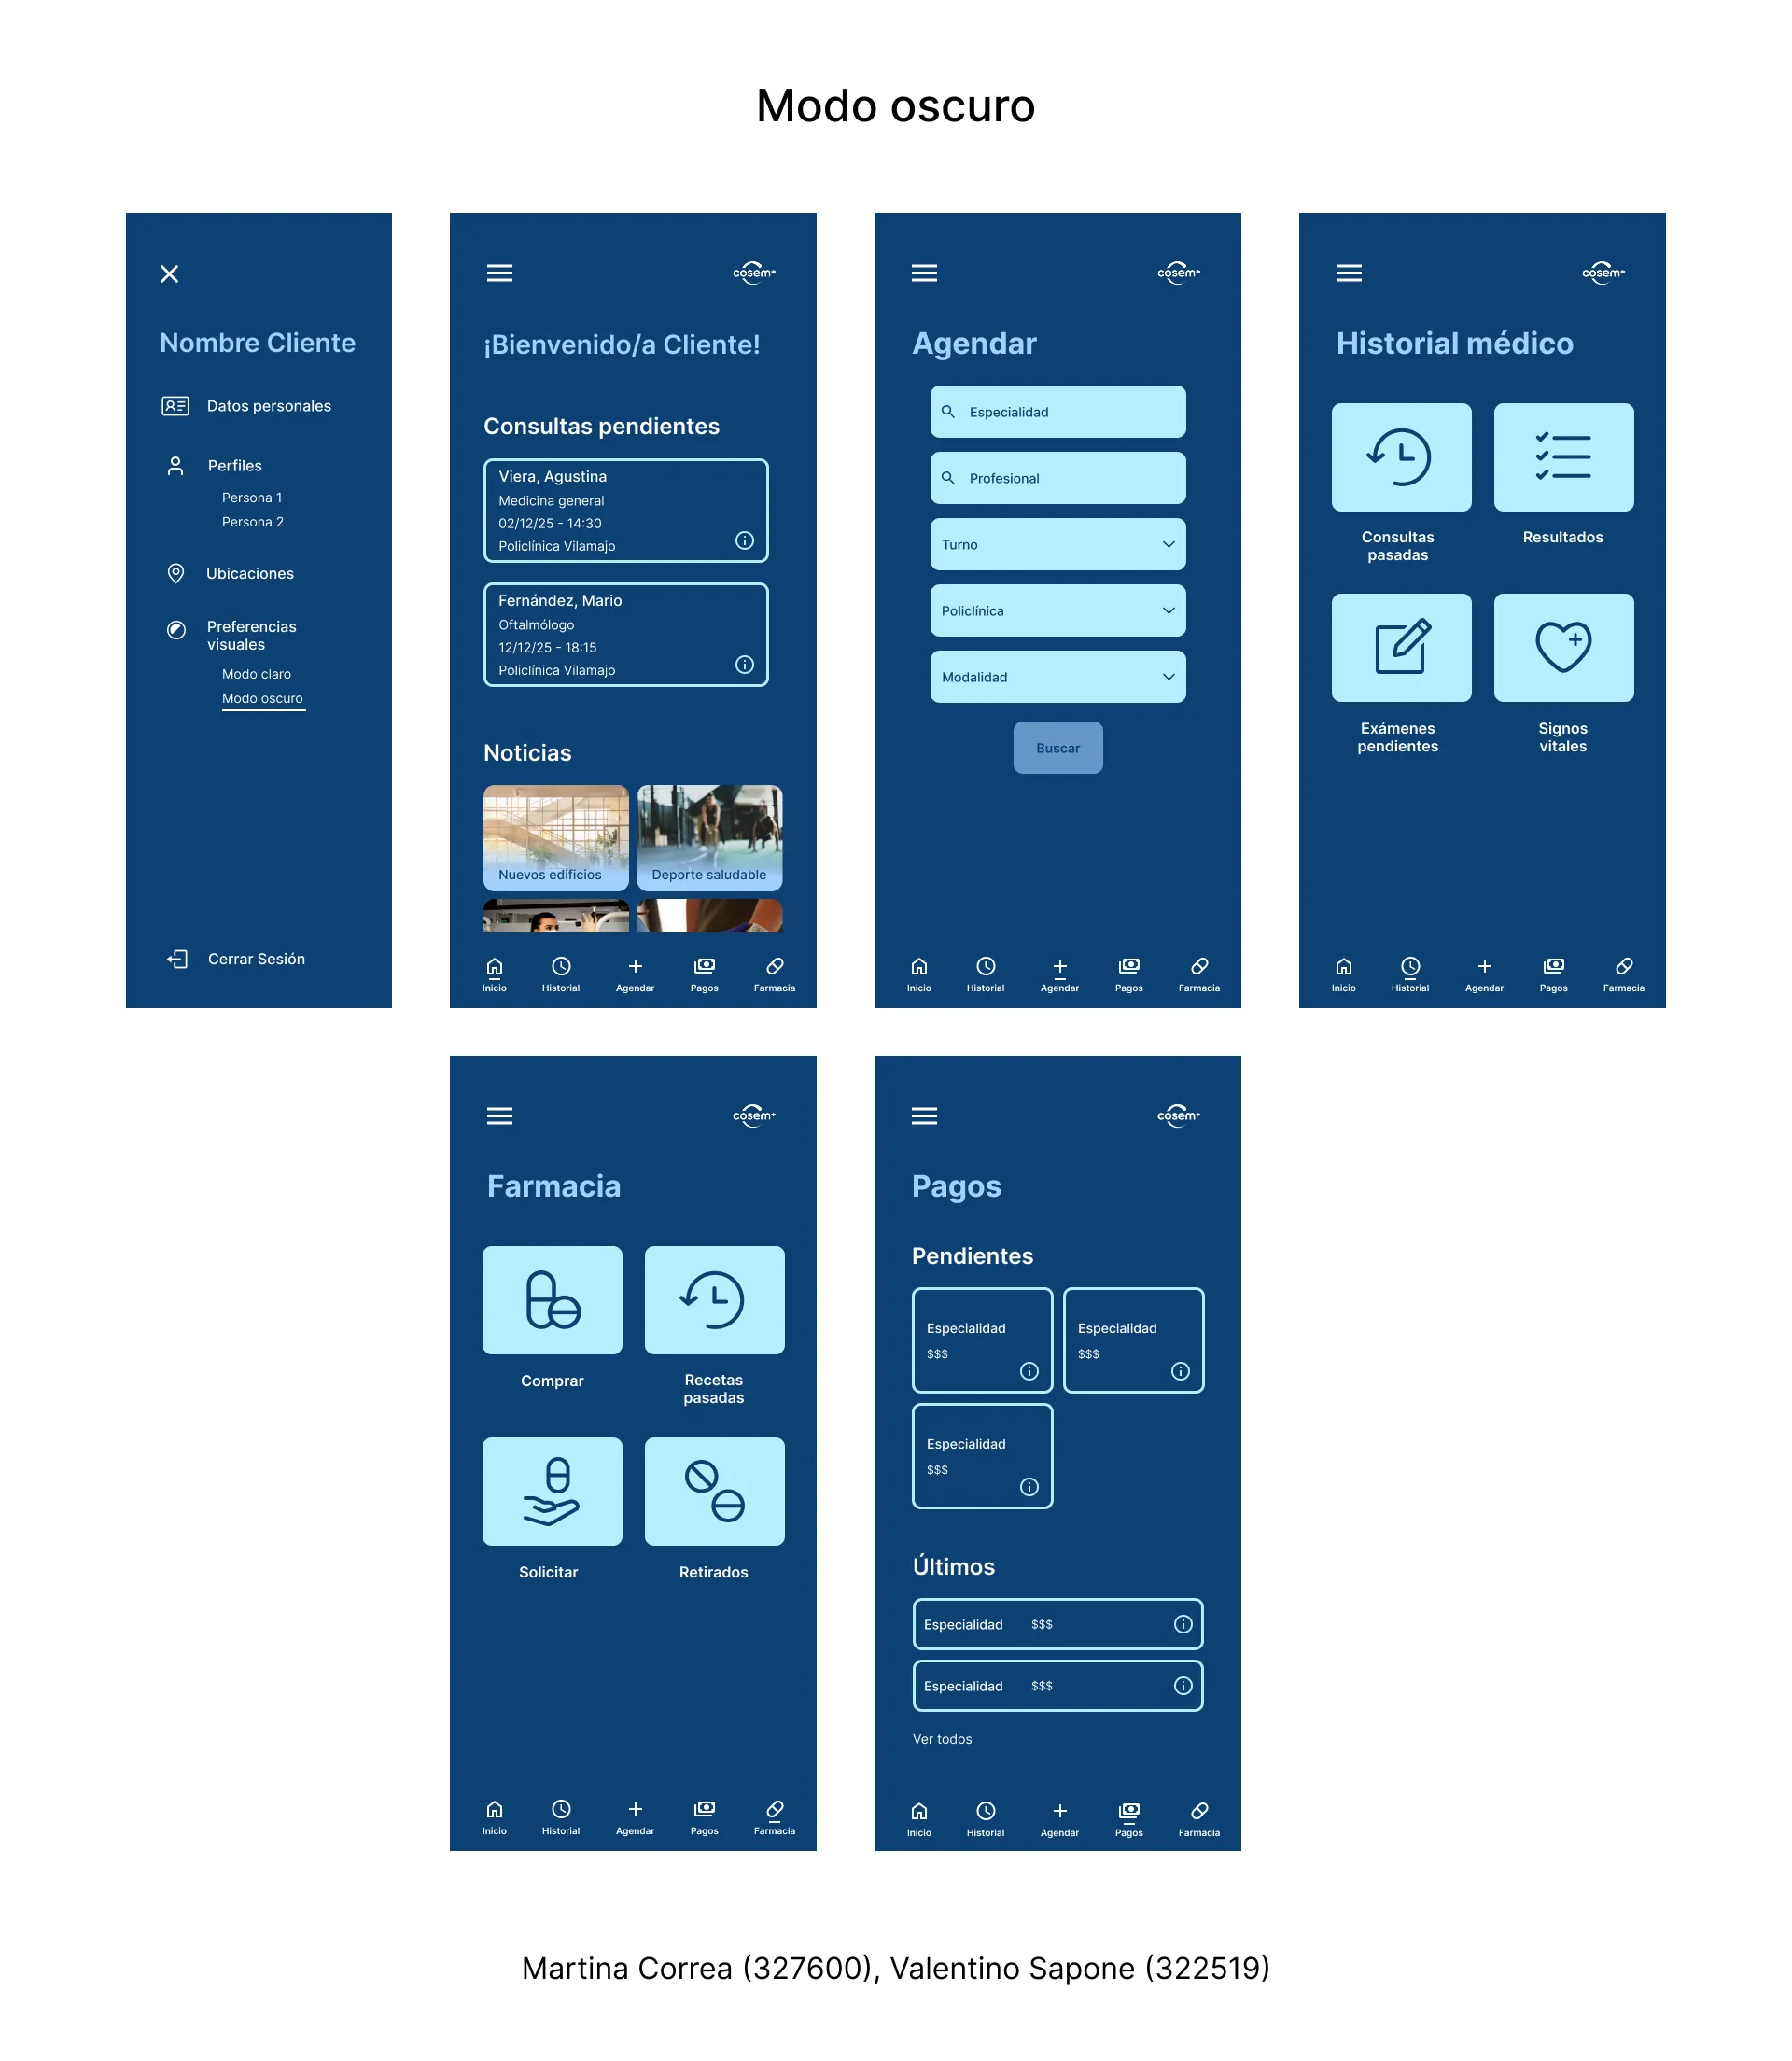 Modo oscuro
Nombre Cliente
Datos personales
Perfiles
Persona 1
Persona 2
Ubicaciones
Preferencias
visuales
Modo claro
Modo oscuro
Cerrar Sesión
cosem+
¡Bienvenido/a Cliente!
Consultas pendientes
Viera, Agustina
Medicina general
02/12/25 - 14:30
Policlínica Vilamajo
Fernández, Mario
Oftalmólogo
12/12/25 - 18:15
Policlínica Vilamajo
Noticias
Nuevos edificios
Deporte saludable
Inicio
Historial
Agendar
Pagos
Farmacia
cosem+
Agendar
Especialidad
Profesional
Turno
Policlínica
Modalidad
Buscar
Inicio
Historial
Agendar
Pagos
Farmacia
cosem+
Historial médico
Consultas
pasadas
Resultados
Exámenes
pendientes
Signos
vitales
Inicio
Historial
Agendar
Pagos
Farmacia
cosem+
Farmacia
Comprar
Recetas
pasadas
Solicitar
Retirados
Inicio
Historial
Agendar
Pagos
Farmacia
cosem+
Pagos
Pendientes
Especialidad
$$$
Especialidad
$$$
Especialidad
$$$
Últimos
Especialidad $$$
Especialidad $$$
Ver todos
Inicio
Historial
Agendar
Pagos
Farmacia
Martina Correa (327600), Valentino Sapone (322519)